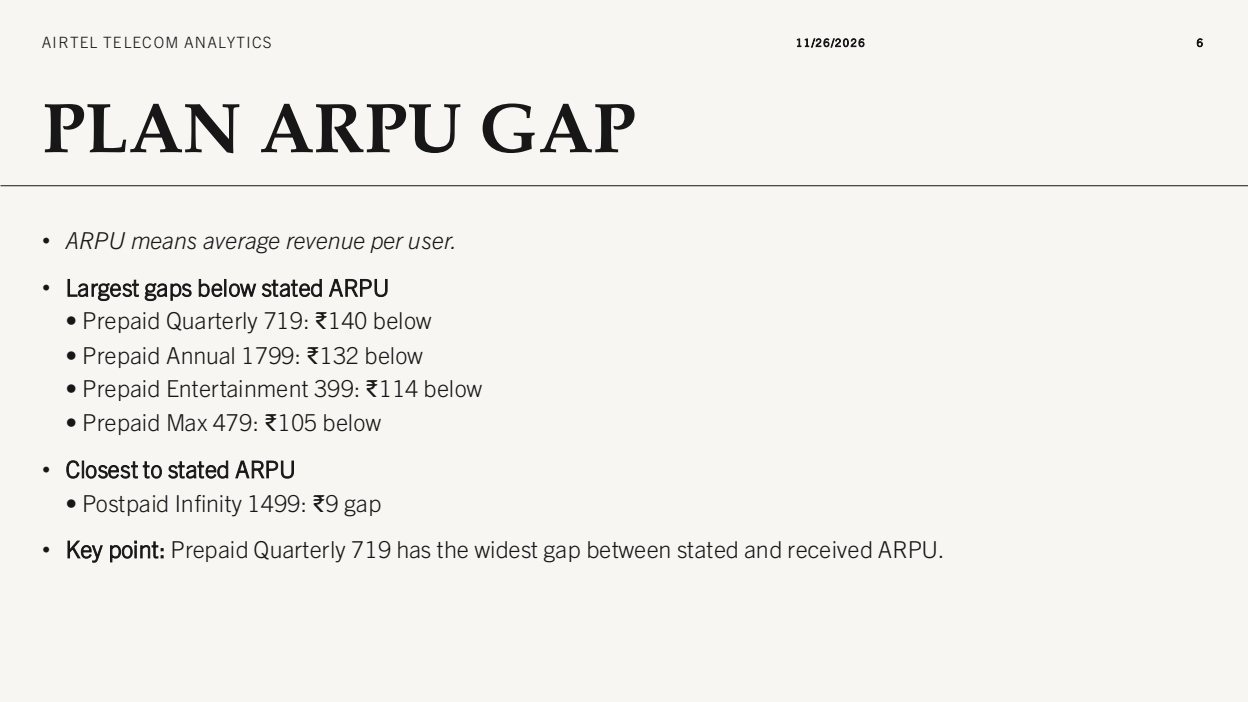 AIRTEL TELECOM ANALYTICS 11/26/2026 6
PLAN ARPU GAP
• ARPU means average revenue per user.
• Largest gaps below stated ARPU
• Prepaid Quarterly 719: ₹140 below
• Prepaid Annual 1799: ₹132 below
• Prepaid Entertainment 399: ₹114 below
• Prepaid Max 479: ₹105 below
• Closest to stated ARPU
• Postpaid Infinity 1499: ₹9 gap
• Key point: Prepaid Quarterly 719 has the widest gap between stated and received ARPU.